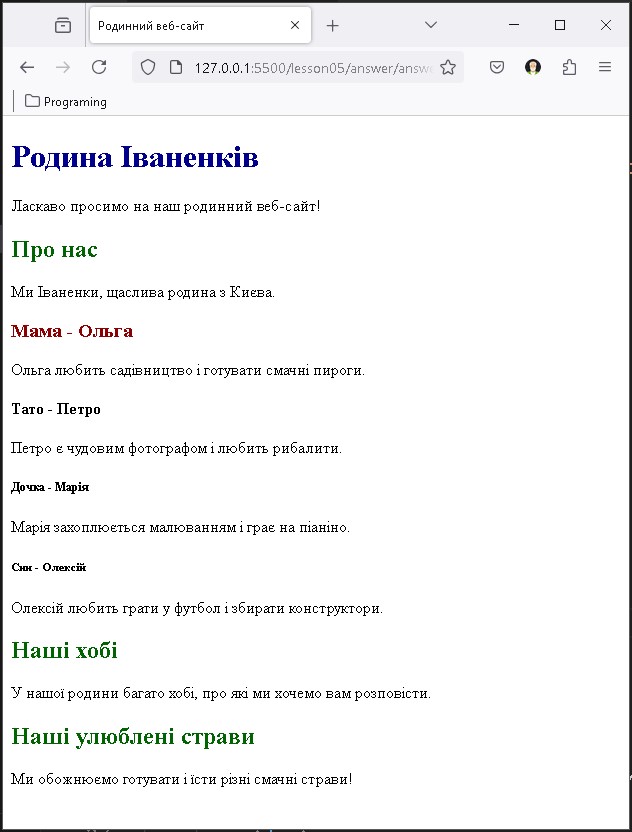 Родинний веб-сайт
127.0.0.1:5500/lesson05/answer/answ
Programing
Родина Іваненків
Ласкаво просимо на наш родинний веб-сайт!
Про нас
Ми Іваненки, щаслива родина з Києва.
Мама - Ольга
Ольга любить садівництво і готувати смачні пироги.
Тато - Петро
Петро є чудовим фотографом і любить рибалити.
Дочка - Марія
Марія захоплюється малюванням і грає на піаніно.
Син - Олексій
Олексій любить грати у футбол і збирати конструктори.
Наші хобі
У нашої родини багато хобі, про які ми хочемо вам розповісти.
Наші улюблені страви
Ми обожнюємо готувати і їсти різні смачні страви!